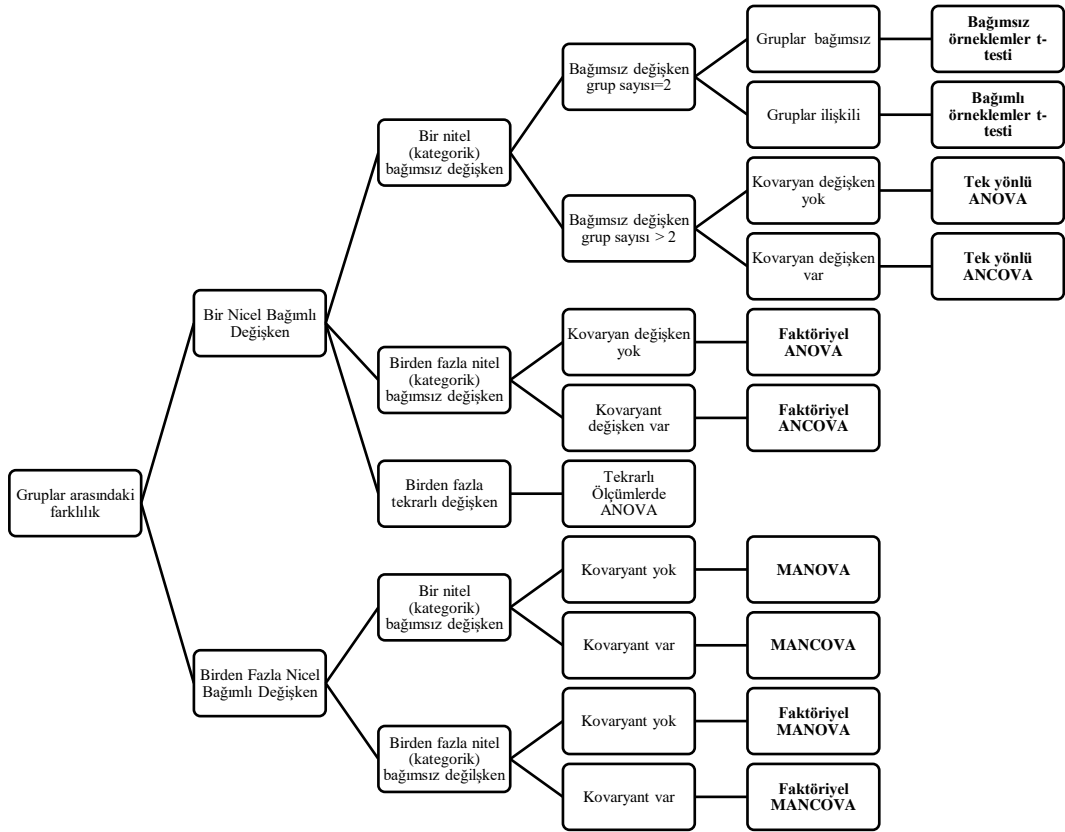 Gruplar arasındaki
farklılık
Bir Nicel Bağımlı
Değişken
Bir nitel
(kategorik)
bağımsız değişken
Bağımsız değişken
grup sayısı=2
Gruplar bağımsız
Bağımsız
örneklemler t-
testi
Gruplar ilişkili
Bağımlı
örneklemler t-
testi
Bağımsız değişken
grup sayısı > 2
Kovaryan değişken
yok
Tek yönlü
ANOVA
Kovaryan değişken
var
Tek yönlü
ANCOVA
Birden fazla nitel
(kategorik)
bağımsız değişken
Kovaryan değişken
yok
Faktöriyel
ANOVA
Kovaryant
değişken var
Faktöriyel
ANCOVA
Birden fazla
tekrarlı değişken
Tekrarlı
Ölçümlerde
ANOVA
Birden Fazla Nicel
Bağımlı Değişken
Bir nitel
(kategorik)
bağımsız değişken
Kovaryant yok
MANOVA
Kovaryant var
MANCOVA
Birden fazla nitel
(kategorik)
bağımsız değilşken
Kovaryant yok
Faktöriyel
MANOVA
Kovaryant var
Faktöriyel
MANCOVA